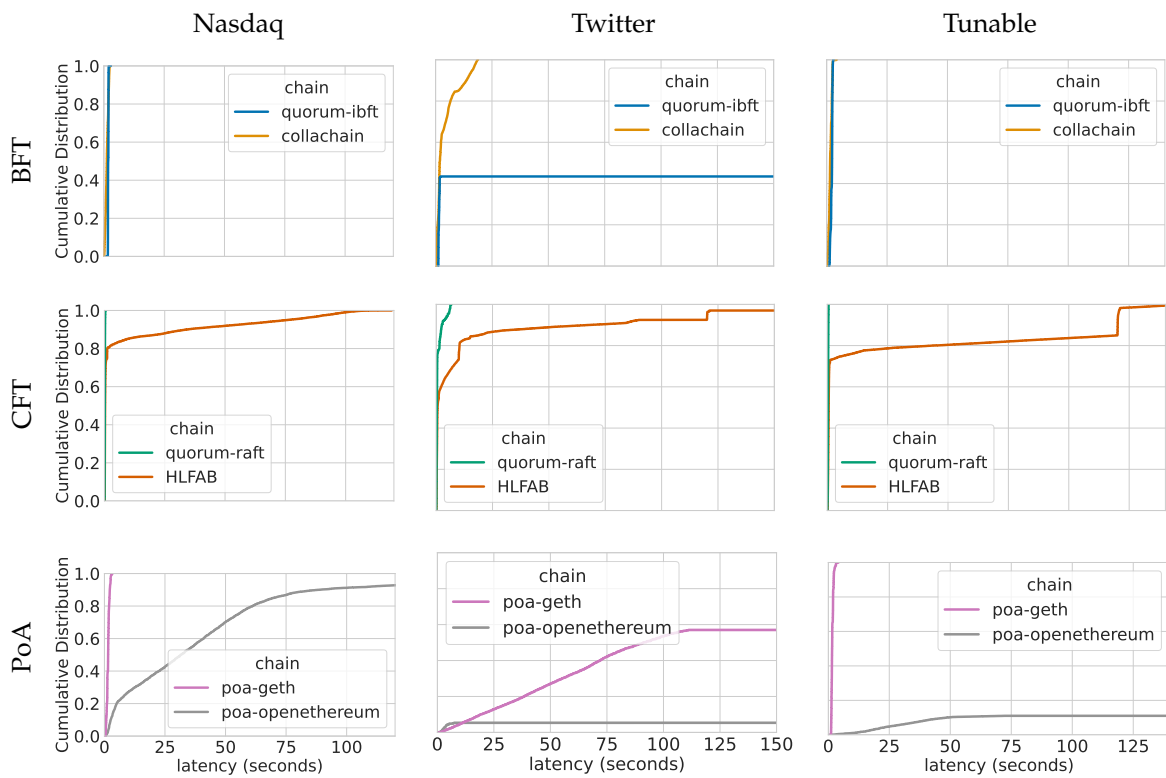 Nasdaq Twitter Tunable
BFT
Cumulative Distribution
1.0
0.8
0.6
0.4
0.2
0.0
chain
quorum-ibft
collachain
chain
quorum-ibft
collachain
chain
quorum-ibft
collachain
CFT
Cumulative Distribution
1.0
0.8
0.6
0.4
0.2
0.0
chain
quorum-raft
HLFAB
chain
quorum-raft
HLFAB
chain
quorum-raft
HLFAB
PoA
Cumulative Distribution
1.0
0.8
0.6
0.4
0.2
0.0
chain
poa-geth
poa-openethereum
0 25 50 75 100
latency (seconds)
chain
poa-geth
poa-openethereum
0 25 50 75 100 125 150
latency (seconds)
chain
poa-geth
poa-openethereum
0 25 50 75 100 125
latency (seconds)